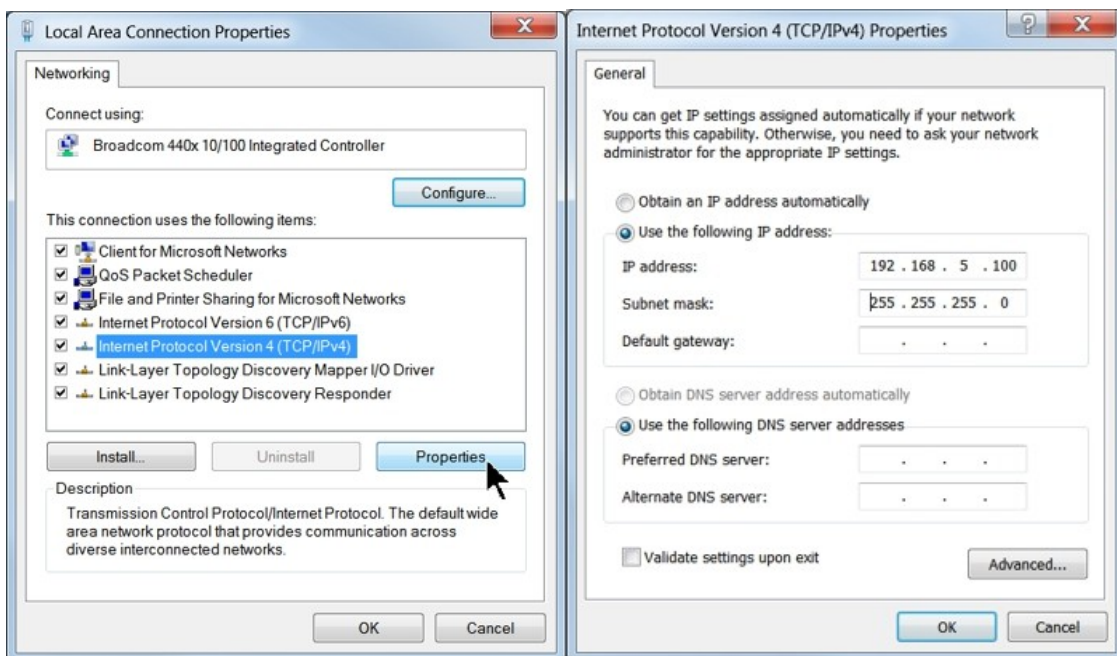 Local Area Connection Properties
Networking
Connect using:
Broadcom 440x 10/100 Integrated Controller
Configure...
This connection uses the following items:
Client for Microsoft Networks
QoS Packet Scheduler
File and Printer Sharing for Microsoft Networks
Internet Protocol Version 6 (TCP/IPv6)
Internet Protocol Version 4 (TCP/IPv4)
Link-Layer Topology Discovery Mapper I/O Driver
Link-Layer Topology Discovery Responder
Install... Uninstall Properties
Description
Transmission Control Protocol/Internet Protocol. The default wide
area network protocol that provides communication across
diverse interconnected networks.
OK Cancel
Internet Protocol Version 4 (TCP/IPv4) Properties
General
You can get IP settings assigned automatically if your network
supports this capability. Otherwise, you need to ask your network
administrator for the appropriate IP settings.
Obtain an IP address automatically
Use the following IP address:
IP address: 192 . 168 . 5 . 100
Subnet mask: 255 . 255 . 255 . 0
Default gateway: . . .
Obtain DNS server address automatically
Use the following DNS server addresses
Preferred DNS server: . . .
Alternate DNS server: . . .
Validate settings upon exit
Advanced...
OK Cancel